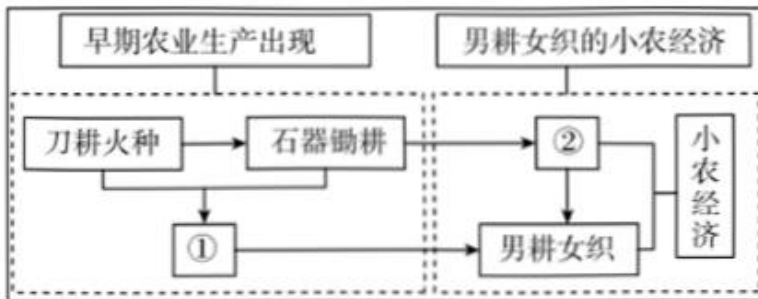 早期农业生产出现
男耕女织的小农经济
刀耕火种
石器锄耕
②
小农经济
①
男耕女织